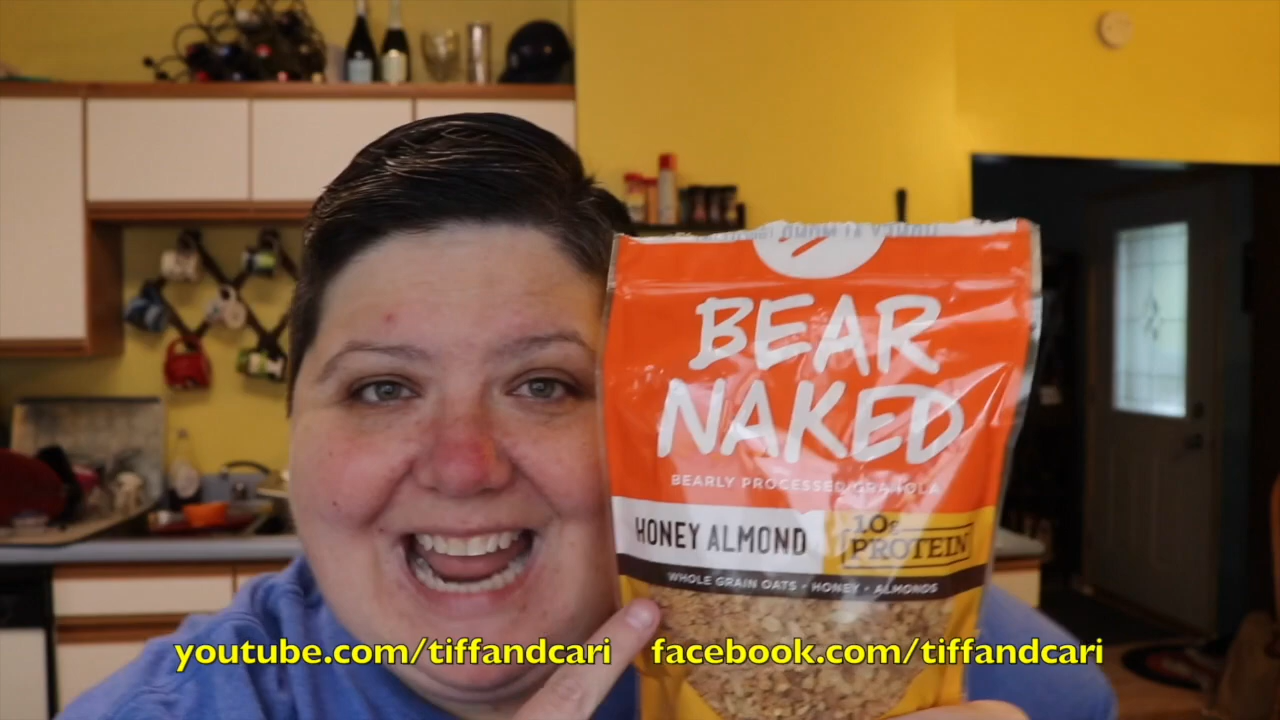 BEAR
NAKED
BEARLY PROCESSED GRANOLA
HONEY ALMOND
10g
PROTEIN
WHOLE GRAIN OATS • HONEY • ALMONDS
youtube.com/tiffandcari facebook.com/tiffandcari